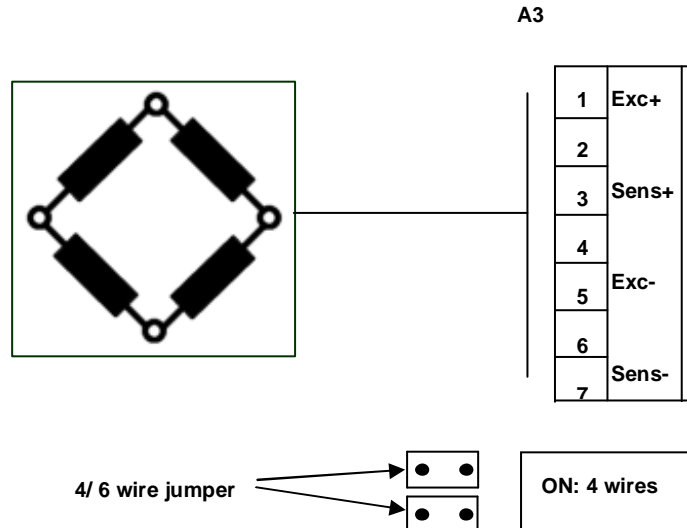 A3
1 Exc+
2
3 Sens+
4
5 Exc-
6
7 Sens-
4/ 6 wire jumper
ON: 4 wires